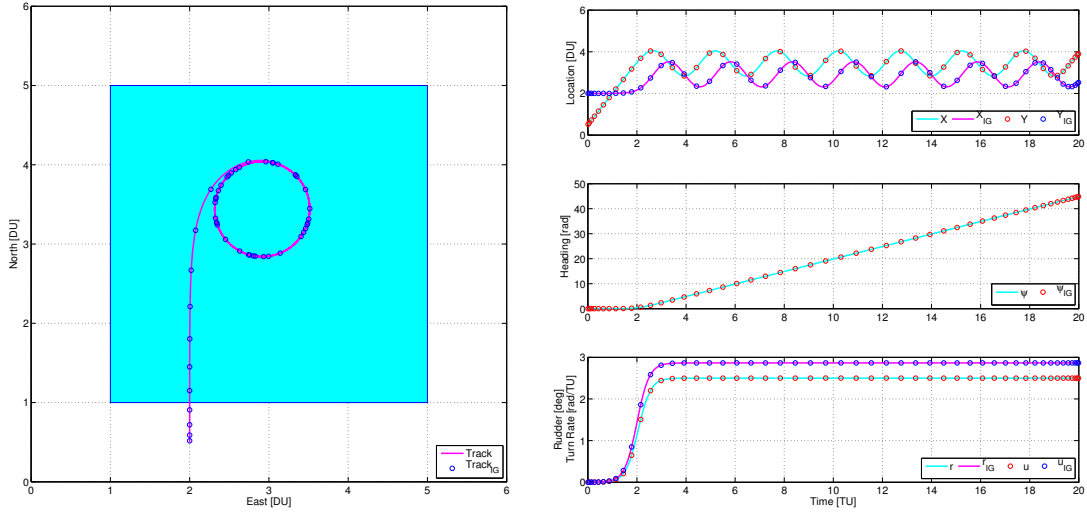 6
5
4
3
2
1
0
North [DU]
0 1 2 3 4 5 6
East [DU]
Track
Track_IG
6
4
2
0
Location [DU]
0 2 4 6 8 10 12 14 16 18 20
X X_IG Y Y_IG
50
40
30
20
10
0
Heading [rad]
0 2 4 6 8 10 12 14 16 18 20
ψ ψ_IG
3
2
1
0
Rudder [deg]
Turn Rate [rad/TU]
0 2 4 6 8 10 12 14 16 18 20
r r_IG u u_IG
Time [TU]